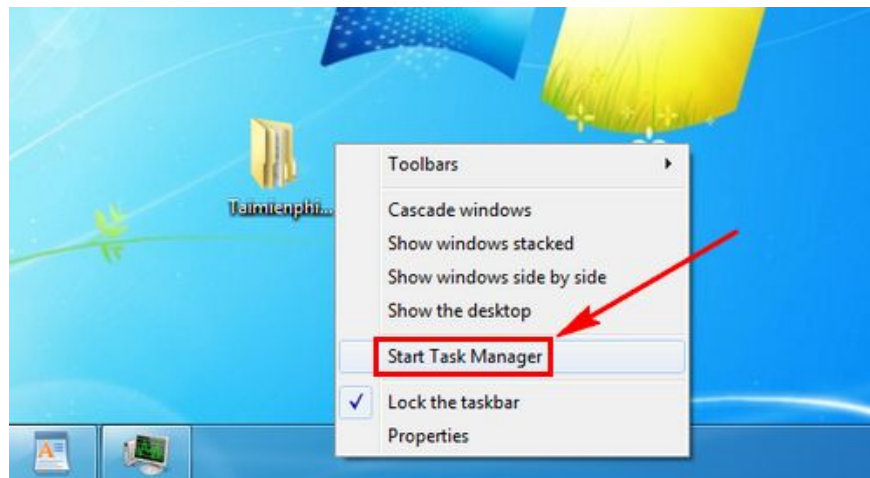 Toolbars
Taimienphi...
Cascade windows
Show windows stacked
Show windows side by side
Show the desktop
Start Task Manager
Lock the taskbar
Properties